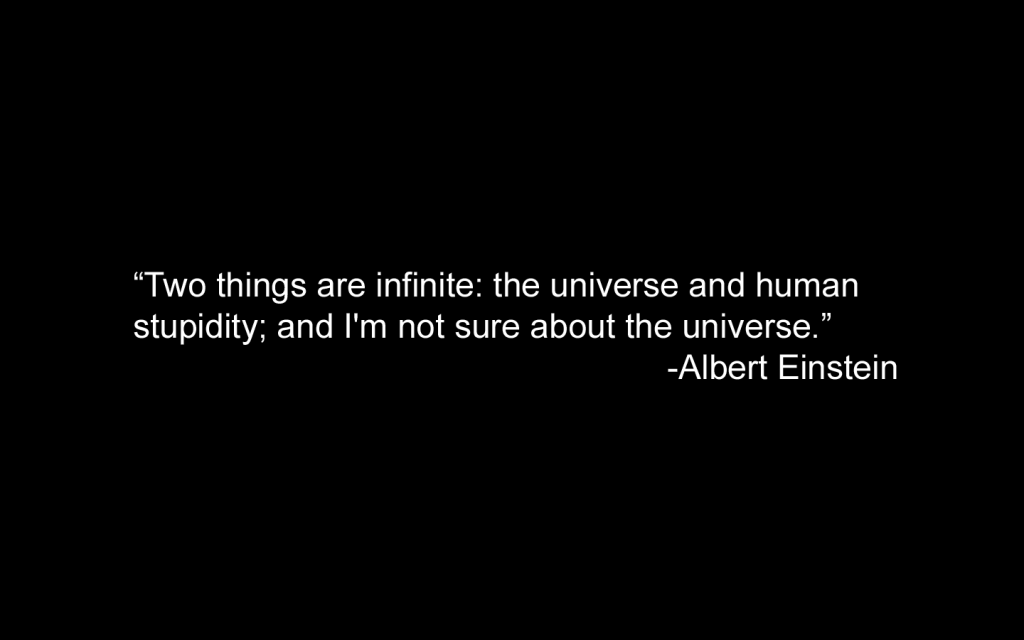 “Two things are infinite: the universe and human
stupidity; and I'm not sure about the universe.”
-Albert Einstein